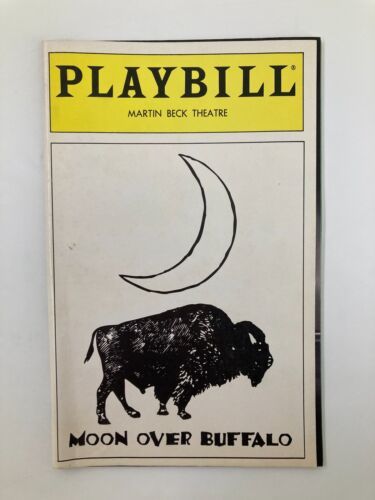 PLAYBILL®
MARTIN BECK THEATRE
MOON OVER BUFFALO